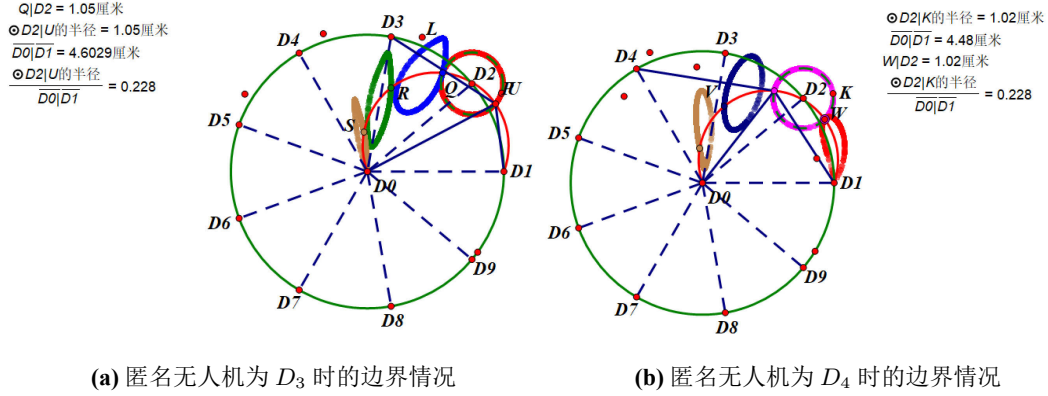 Q|D2 = 1.05厘米
⊙D2|U的半径 = 1.05厘米
D0|D1 = 4.6029厘米
⊙D2|U的半径
D0|D1
= 0.228
D3
L
D4
D2
R
Q
U
S
D5
D0
D1
D6
D9
D7
D8
(a) 匿名无人机为 D3 时的边界情况
⊙D2|K的半径 = 1.02厘米
D0|D1 = 4.48厘米
W|D2 = 1.02厘米
⊙D2|K的半径
D0|D1
= 0.228
D3
D4
V
D2
K
W
D5
D0
D1
D6
D9
D7
D8
(b) 匿名无人机为 D4 时的边界情况